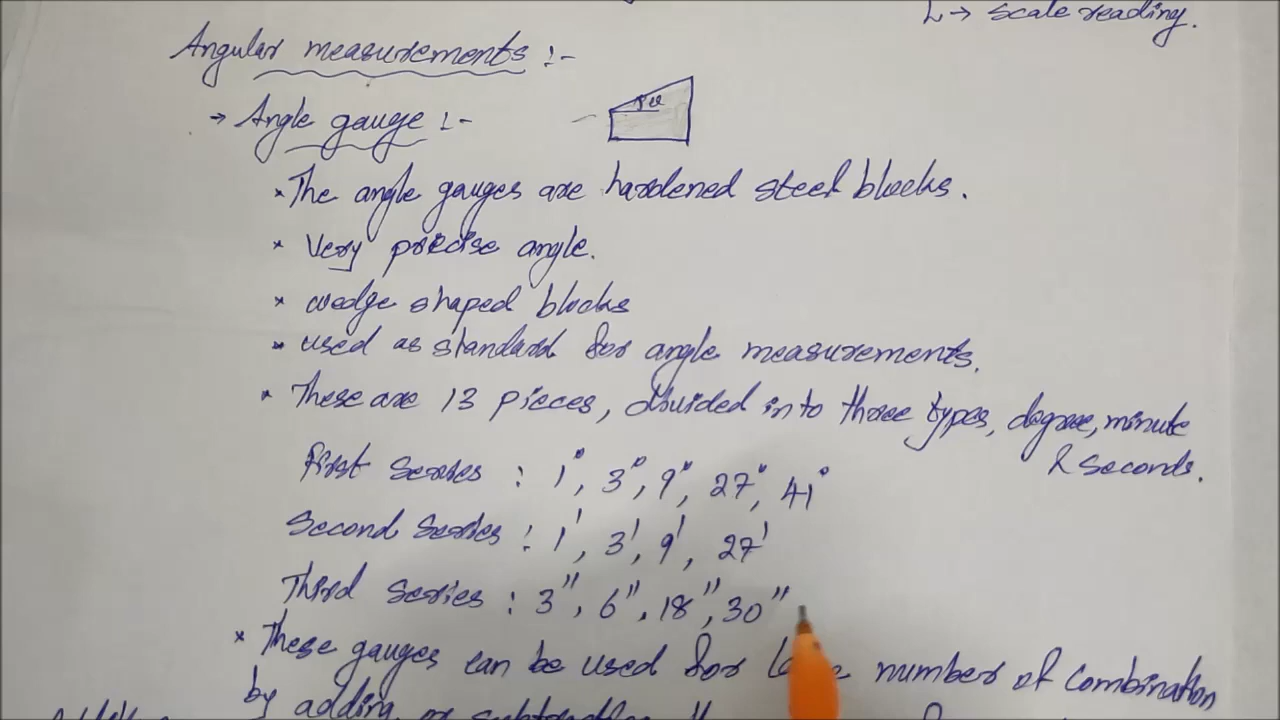 L → scale reading.
Angular measurements :-
→ Angle gauge :-
* The angle gauges are hardened steel blocks.
* Very precise angle.
* wedge shaped blocks
* used as standard for angle measurements.
* These are 13 pieces, divided into three types, degree, minute
& seconds.
First series : 1°, 3°, 9°, 27°, 41°
Second series : 1', 3', 9', 27'
Third series : 3", 6", 18", 30"
* These gauges can be used for number of combination
by adding or